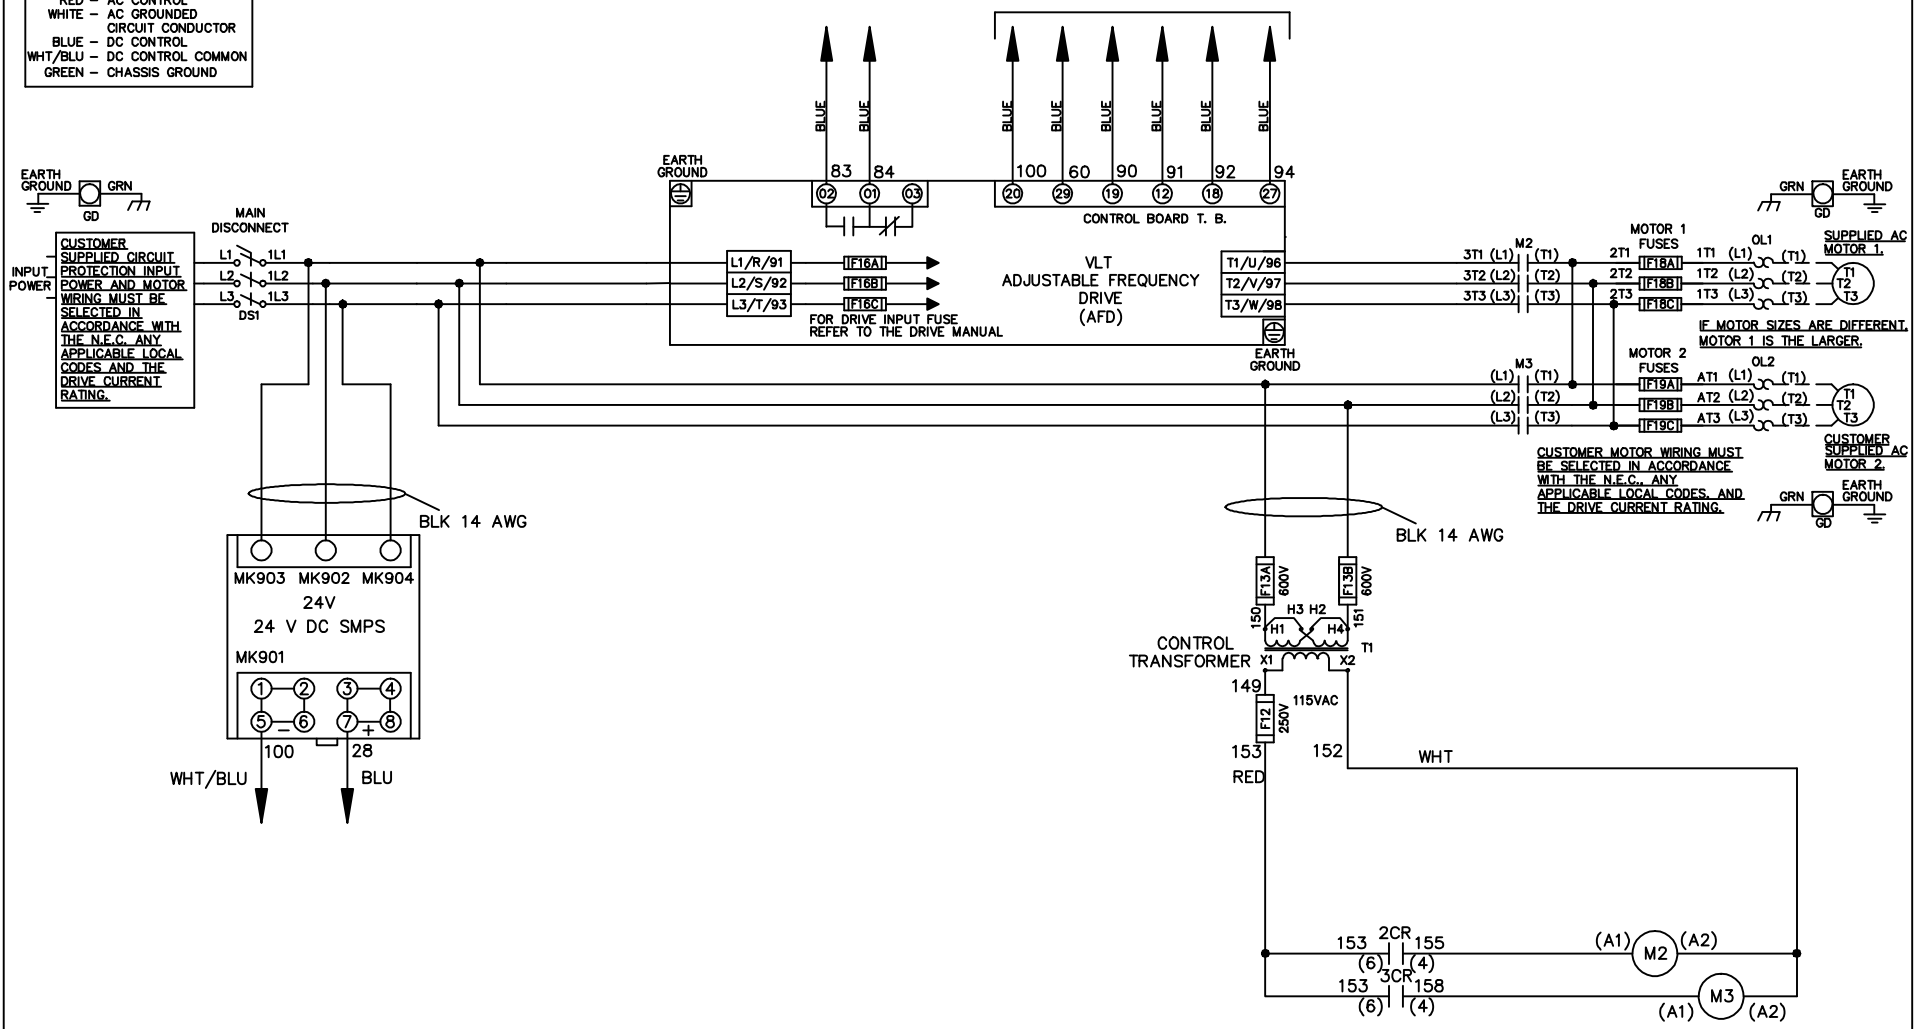 RED – AC CONTROL
WHITE – AC GROUNDED
CIRCUIT CONDUCTOR
BLUE – DC CONTROL
WHT/BLU – DC CONTROL COMMON
GREEN – CHASSIS GROUND
BLUE
BLUE
BLUE
BLUE
BLUE
BLUE
BLUE
BLUE
EARTH
GROUND
GRN
GD
MAIN
DISCONNECT
L1 1L1
L2 1L2
L3 1L3
DS1
INPUT
POWER
CUSTOMER
SUPPLIED CIRCUIT
PROTECTION INPUT
POWER AND MOTOR
WIRING MUST BE
SELECTED IN
ACCORDANCE WITH
THE N.E.C. ANY
APPLICABLE LOCAL
CODES AND THE
DRIVE CURRENT
RATING.
EARTH
GROUND
83 84
02 01 03
100 60 90 91 92 94
20 29 19 12 18 27
CONTROL BOARD T. B.
L1/R/91 F16A
L2/S/92 F16B
L3/T/93 F16C
FOR DRIVE INPUT FUSE
REFER TO THE DRIVE MANUAL
VLT
ADJUSTABLE FREQUENCY
DRIVE
(AFD)
T1/U/96
T2/V/97
T3/W/98
EARTH
GROUND
M2
3T1 (L1) (T1)
3T2 (L2) (T2)
3T3 (L3) (T3)
MOTOR 1
FUSES
2T1 F18A 1T1 (L1) (T1)
2T2 F18B 1T2 (L2) (T2)
2T3 F18C 1T3 (L3) (T3)
OL1
GRN
EARTH
GROUND
GD
SUPPLIED AC
MOTOR 1.
T1
T2
T3
IF MOTOR SIZES ARE DIFFERENT,
MOTOR 1 IS THE LARGER.
M3
(L1) (T1)
(L2) (T2)
(L3) (T3)
MOTOR 2
FUSES
OL2
F19A AT1 (L1) (T1)
F19B AT2 (L2) (T2)
F19C AT3 (L3) (T3)
T1
T2
T3
CUSTOMER
SUPPLIED AC
MOTOR 2.
CUSTOMER MOTOR WIRING MUST
BE SELECTED IN ACCORDANCE
WITH THE N.E.C., ANY
APPLICABLE LOCAL CODES, AND
THE DRIVE CURRENT RATING.
GRN
EARTH
GROUND
GD
BLK 14 AWG
MK903 MK902 MK904
24V
24 V DC SMPS
MK901
1 2 3 4
5 6 7 8
– +
100 28
WHT/BLU BLU
BLK 14 AWG
F13A 600V
F13B 600V
150 H3 H2 151
H1 H4
T1
CONTROL
TRANSFORMER
X1 X2
149
115VAC
F12 250V
153 152
RED
WHT
2CR
153 155
(6) (4)
(A1) M2 (A2)
3CR
153 158
(6) (4)
(A1) M3 (A2)